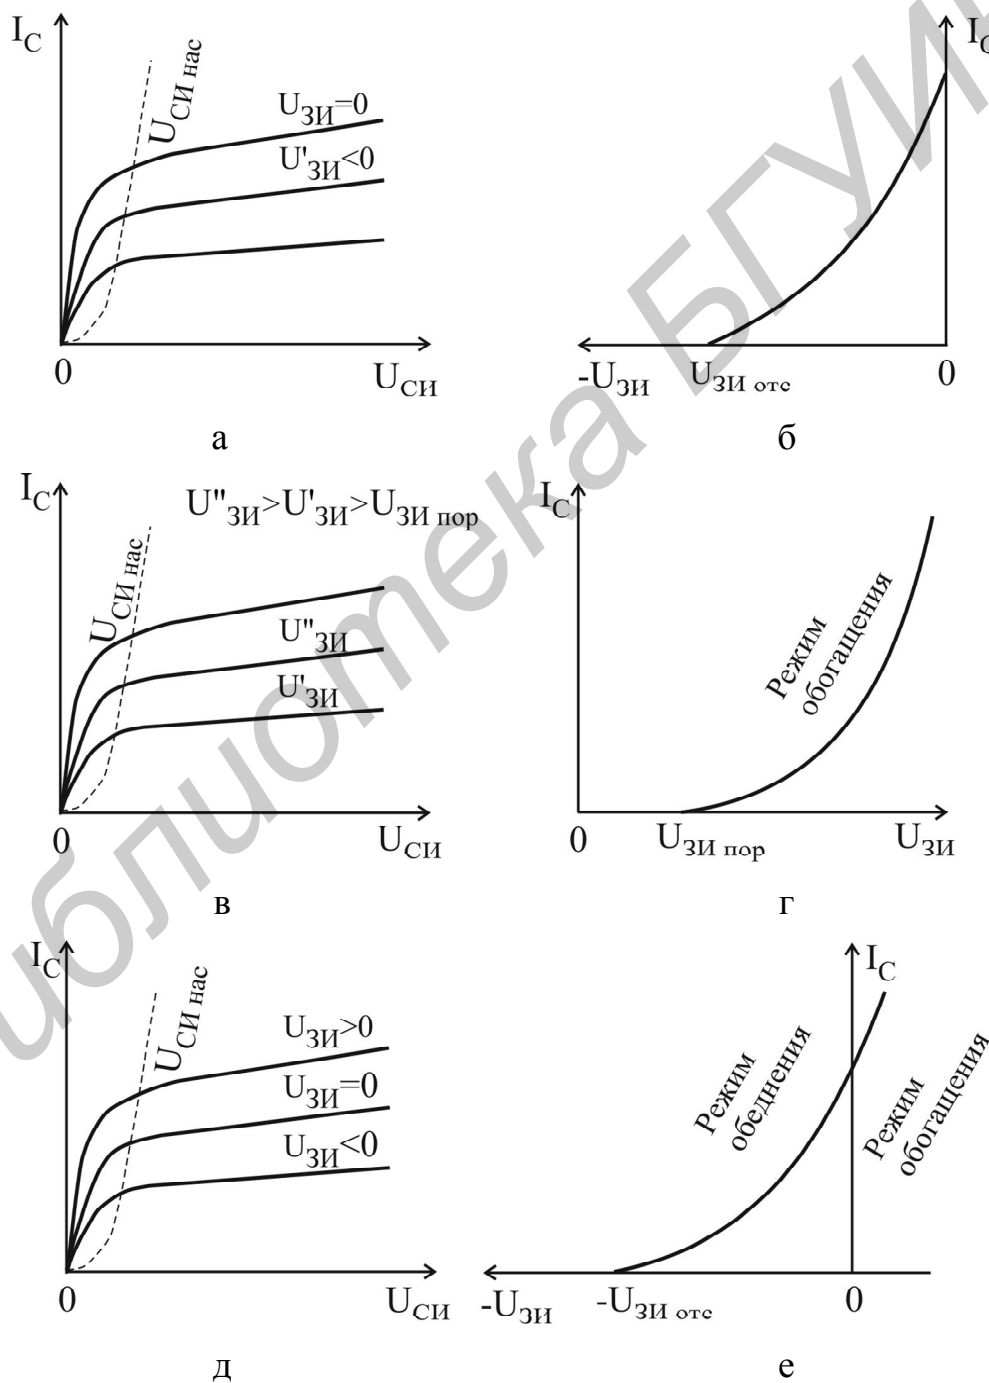 I_C
U_СИ нас
U_ЗИ=0
U'_ЗИ<0
0
U_СИ
а
I_C
-U_ЗИ
U_ЗИ отс
0
б
I_C
U"_ЗИ>U'_ЗИ>U_ЗИ пор
U_СИ нас
U"_ЗИ
U'_ЗИ
0
U_СИ
в
I_C
Режим
обогащения
0
U_ЗИ пор
U_ЗИ
г
I_C
U_СИ нас
U_ЗИ>0
U_ЗИ=0
U_ЗИ<0
0
U_СИ
д
I_C
Режим
обеднения
Режим
обогащения
-U_ЗИ
-U_ЗИ отс
0
е
иблиотека БГУИ